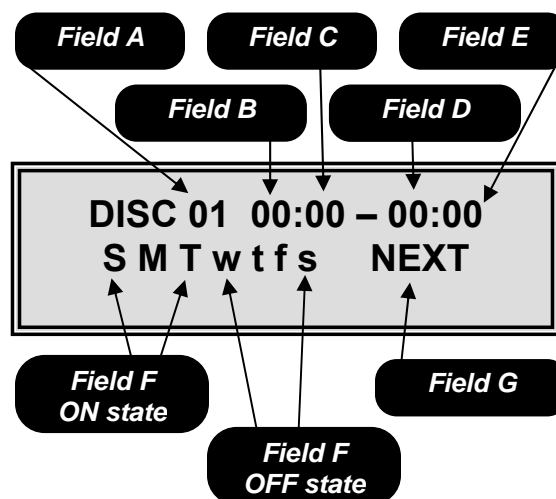 Field A
Field C
Field E
Field B
Field D
DISC 01 00:00 – 00:00
S M T w t f s NEXT
Field F
ON state
Field G
Field F
OFF state